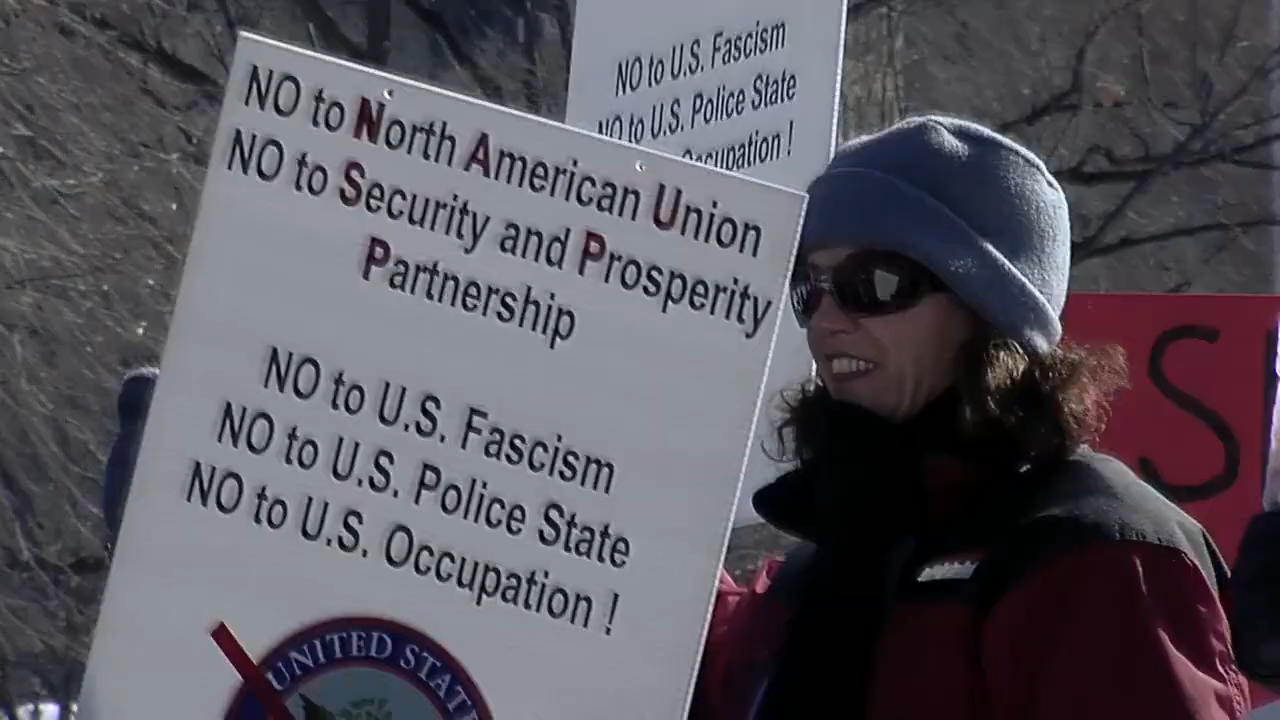 NO to North American Union
NO to Security and Prosperity
Partnership
NO to U.S. Fascism
NO to U.S. Police State
NO to U.S. Occupation !
UNITED STAT
NO to U.S. Fascism
NO to U.S. Police State
Occupation !
S